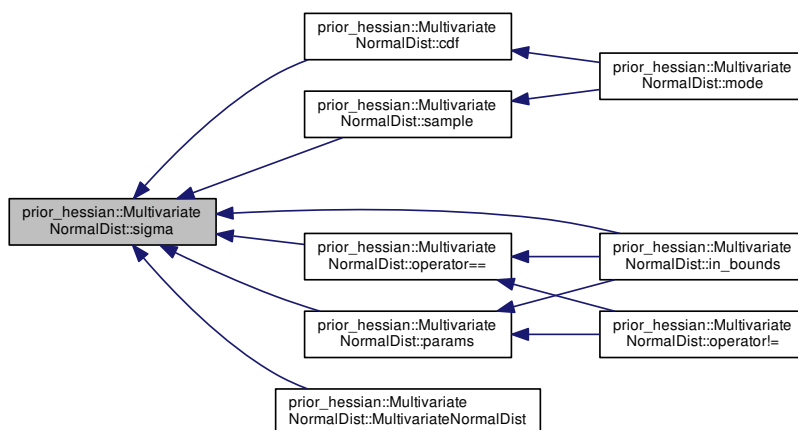 prior_hessian::Multivariate
NormalDist::cdf
prior_hessian::Multivariate
NormalDist::mode
prior_hessian::Multivariate
NormalDist::sample
prior_hessian::Multivariate
NormalDist::sigma
prior_hessian::Multivariate
NormalDist::operator==
prior_hessian::Multivariate
NormalDist::in_bounds
prior_hessian::Multivariate
NormalDist::params
prior_hessian::Multivariate
NormalDist::operator!=
prior_hessian::Multivariate
NormalDist::MultivariateNormalDist